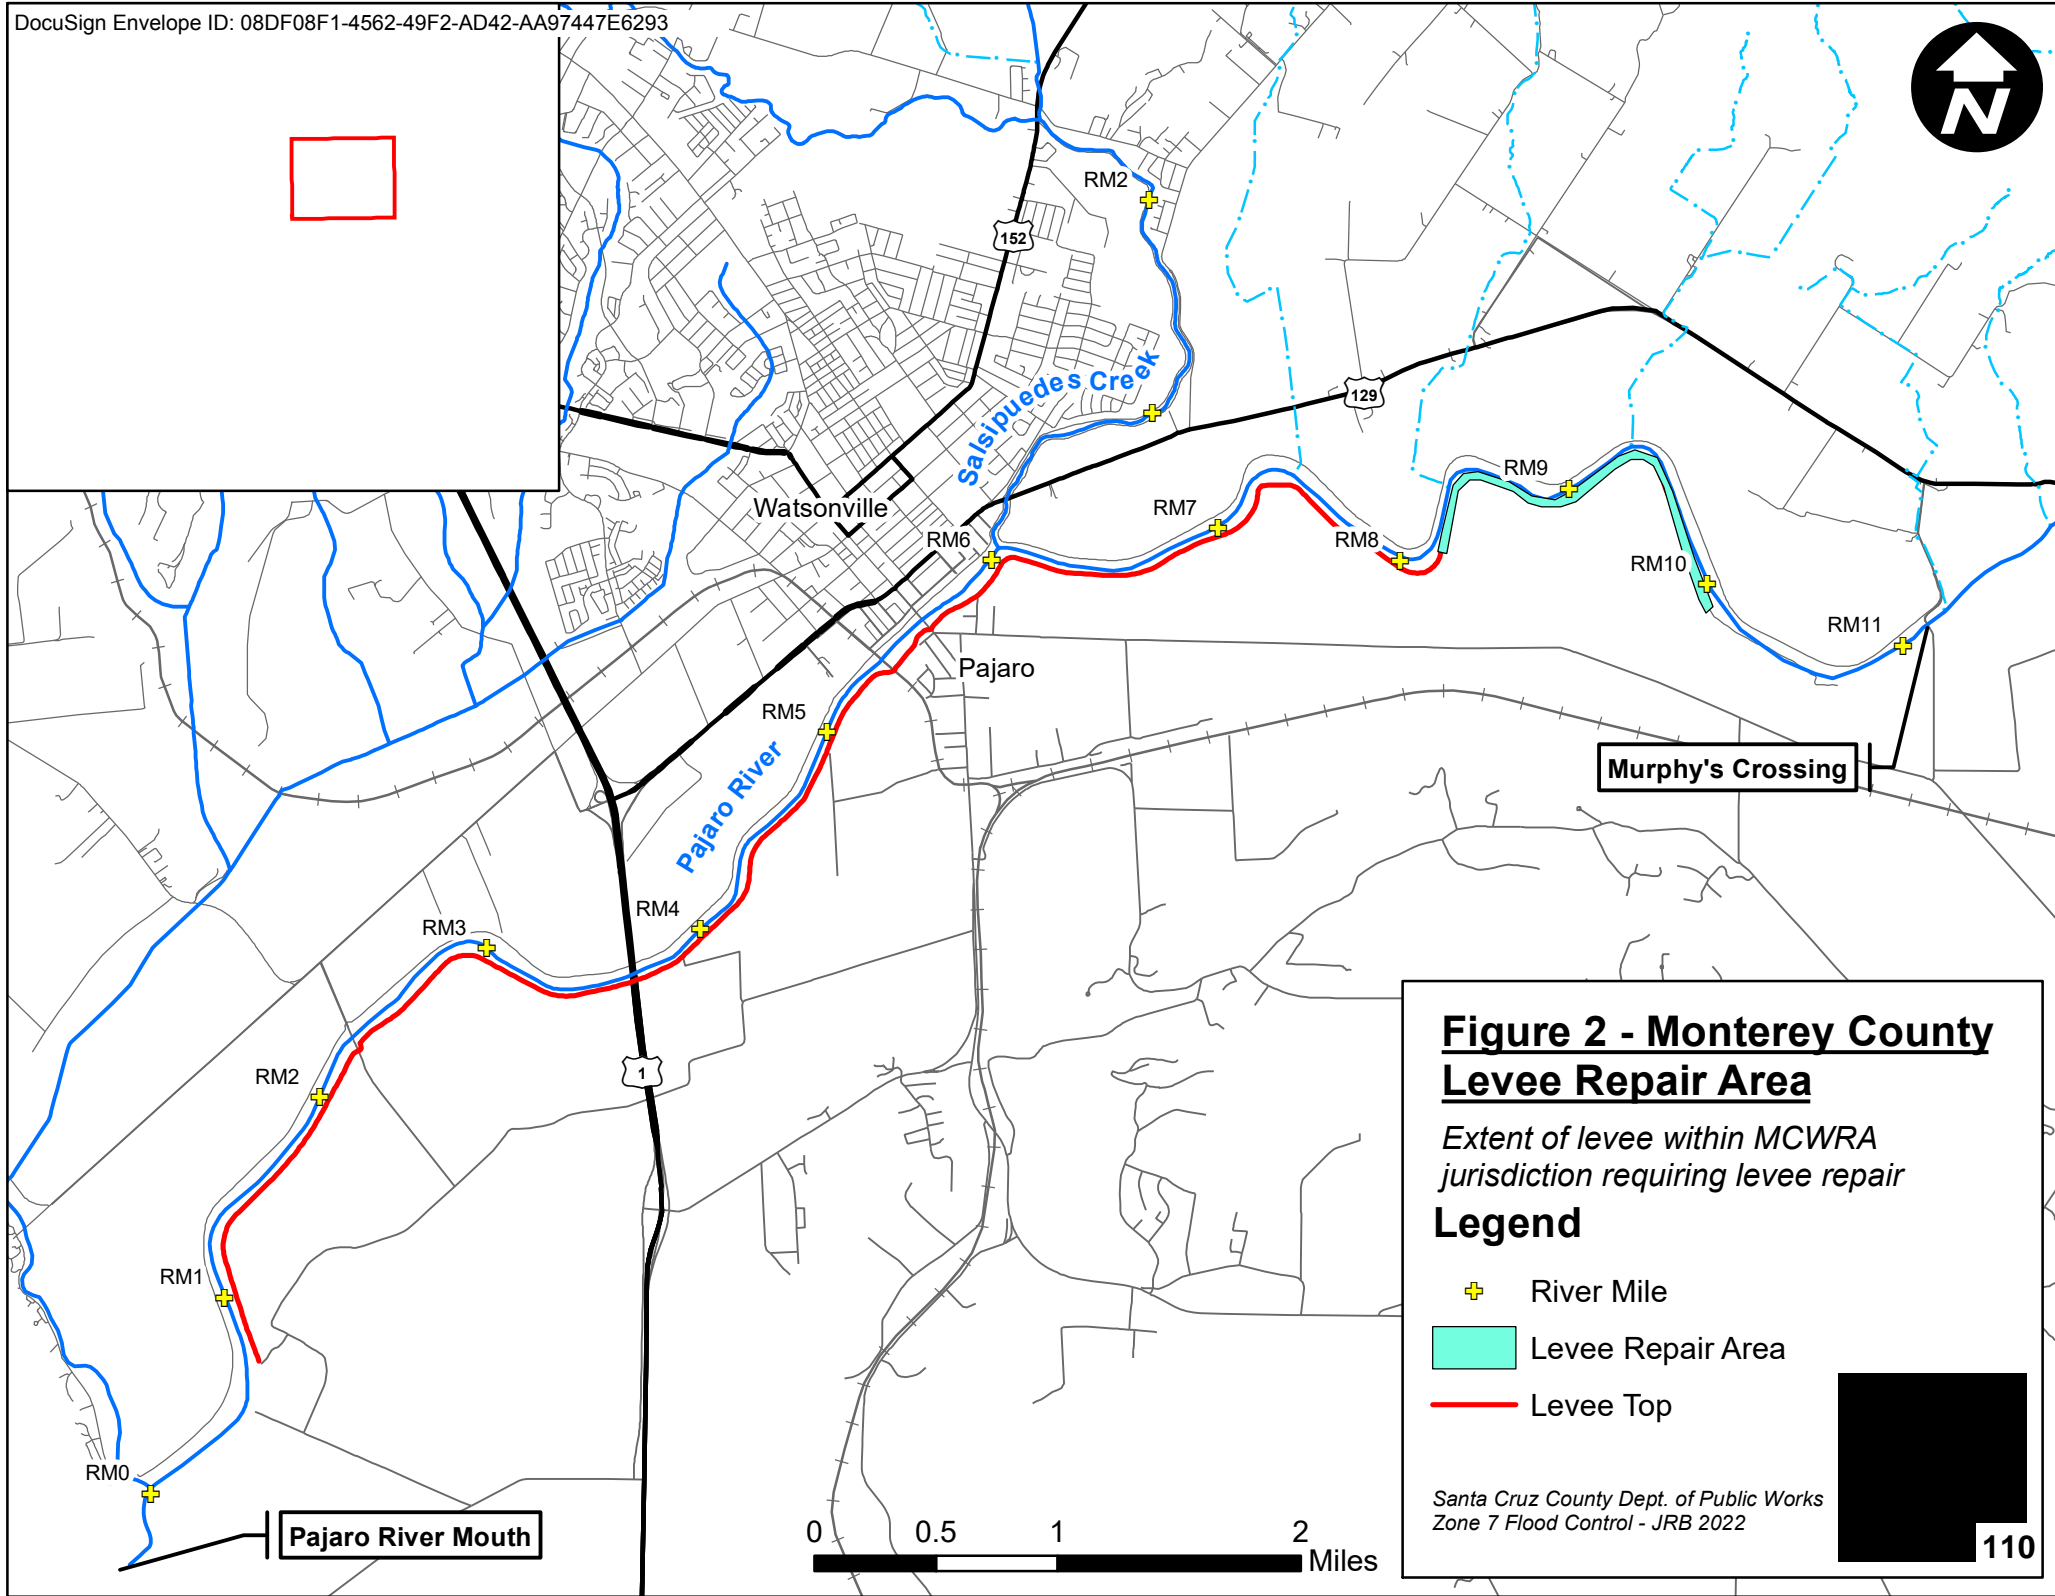 DocuSign Envelope ID: 08DF08F1-4562-49F2-AD42-AA97447E6293
N
RM2
152
Salsipuedes Creek
129
Watsonville
RM6
RM7
RM8
RM9
RM10
RM11
Pajaro
RM5
Pajaro River
Murphy's Crossing
RM4
RM3
RM2
1
RM1
RM0
Pajaro River Mouth
0 0.5 1 2
Miles
Figure 2 - Monterey County
Levee Repair Area
Extent of levee within MCWRA
jurisdiction requiring levee repair
Legend
River Mile
Levee Repair Area
Levee Top
Santa Cruz County Dept. of Public Works
Zone 7 Flood Control - JRB 2022
110